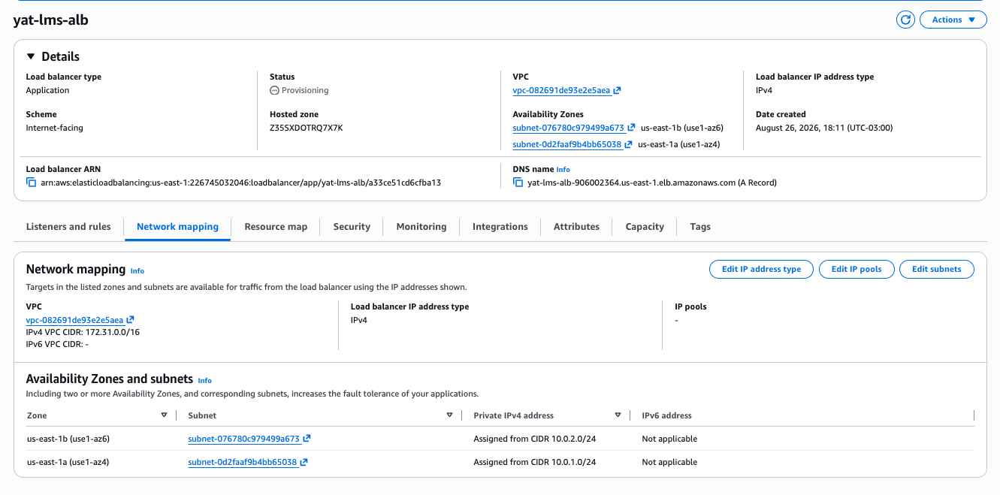 yat-lms-alb
Actions
Details
Load balancer type
Application
Status
Provisioning
VPC
vpc-082691de93e2e5aea
Load balancer IP address type
IPv4
Scheme
Internet-facing
Hosted zone
Z35SXDOTRQ7X7K
Availability Zones
subnet-076780c979499a673 us-east-1b (use1-az6)
subnet-0d2faaf9b4bb65038 us-east-1a (use1-az4)
Date created
August 26, 2026, 18:11 (UTC-03:00)
Load balancer ARN
arn:aws:elasticloadbalancing:us-east-1:226745032046:loadbalancer/app/yat-lms-alb/a33ce51cd6cfba13
DNS name Info
yat-lms-alb-906002364.us-east-1.elb.amazonaws.com (A Record)
Listeners and rules
Network mapping
Resource map
Security
Monitoring
Integrations
Attributes
Capacity
Tags
Network mapping Info
Edit IP address type
Edit IP pools
Edit subnets
Targets in the listed zones and subnets are available for traffic from the load balancer using the IP addresses shown.
VPC
vpc-082691de93e2e5aea
IPv4 VPC CIDR: 172.31.0.0/16
IPv6 VPC CIDR: -
Load balancer IP address type
IPv4
IP pools
-
Availability Zones and subnets Info
Including two or more Availability Zones, and corresponding subnets, increases the fault tolerance of your applications.
Zone Subnet Private IPv4 address IPv6 address
us-east-1b (use1-az6) subnet-076780c979499a673 Assigned from CIDR 10.0.2.0/24 Not applicable
us-east-1a (use1-az4) subnet-0d2faaf9b4bb65038 Assigned from CIDR 10.0.1.0/24 Not applicable